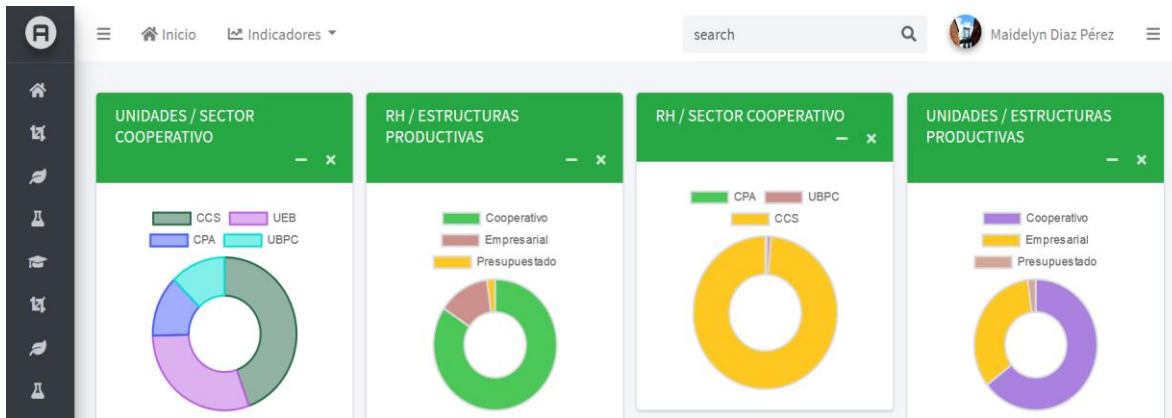 A
Inicio
Indicadores
search
Maidelyn Diaz Pérez
UNIDADES / SECTOR
COOPERATIVO
CCS UEB
CPA UBPC
RH / ESTRUCTURAS
PRODUCTIVAS
Cooperativo
Empresarial
Presupuestado
RH / SECTOR COOPERATIVO
CPA UBPC
CCS
UNIDADES / ESTRUCTURAS
PRODUCTIVAS
Cooperativo
Empresarial
Presupuestado